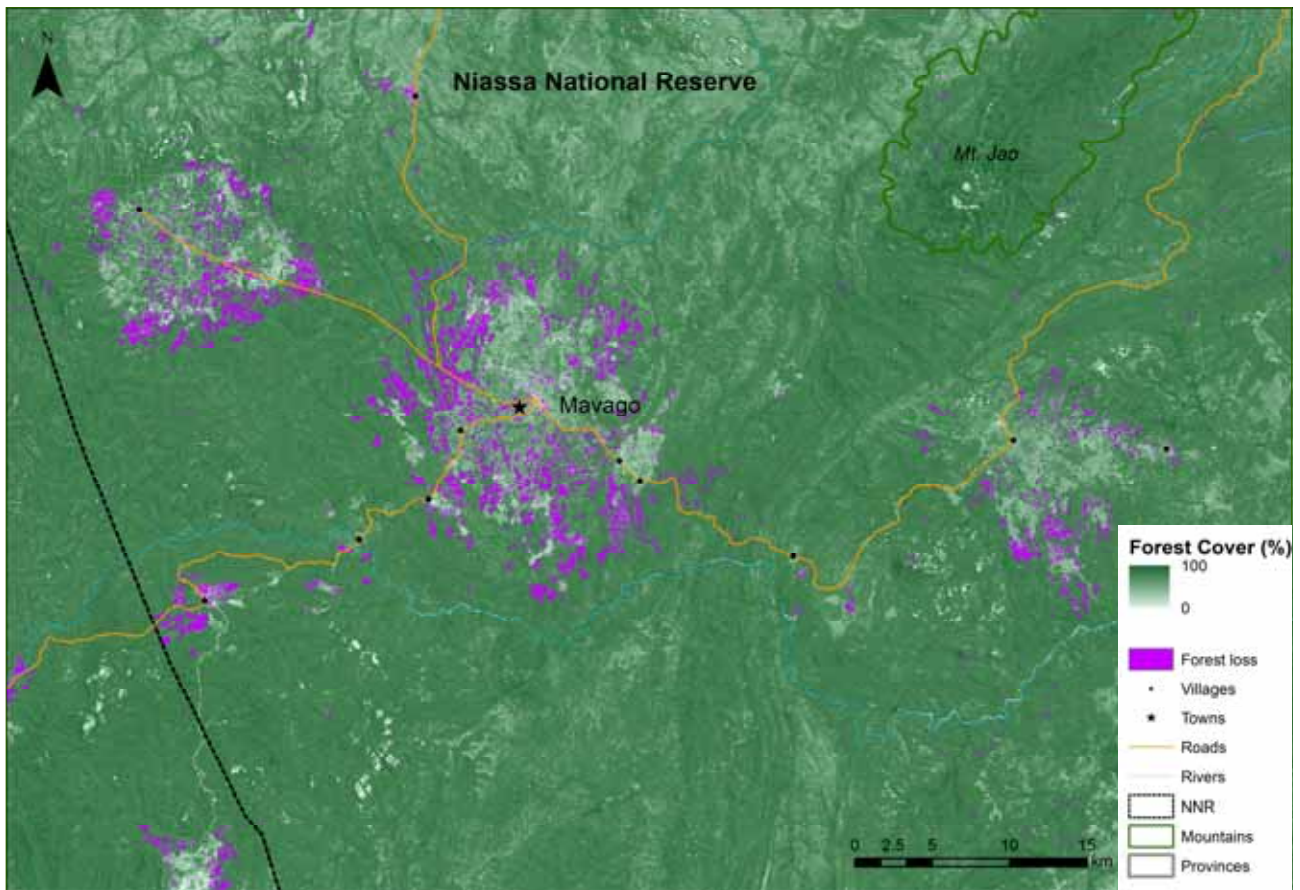 N
Niassa National Reserve
Mt. Jao
Mavago
Forest Cover (%)
100
0
Forest loss
Villages
Towns
Roads
Rivers
NNR
Mountains
Provinces
0 2.5 5 10 15
km